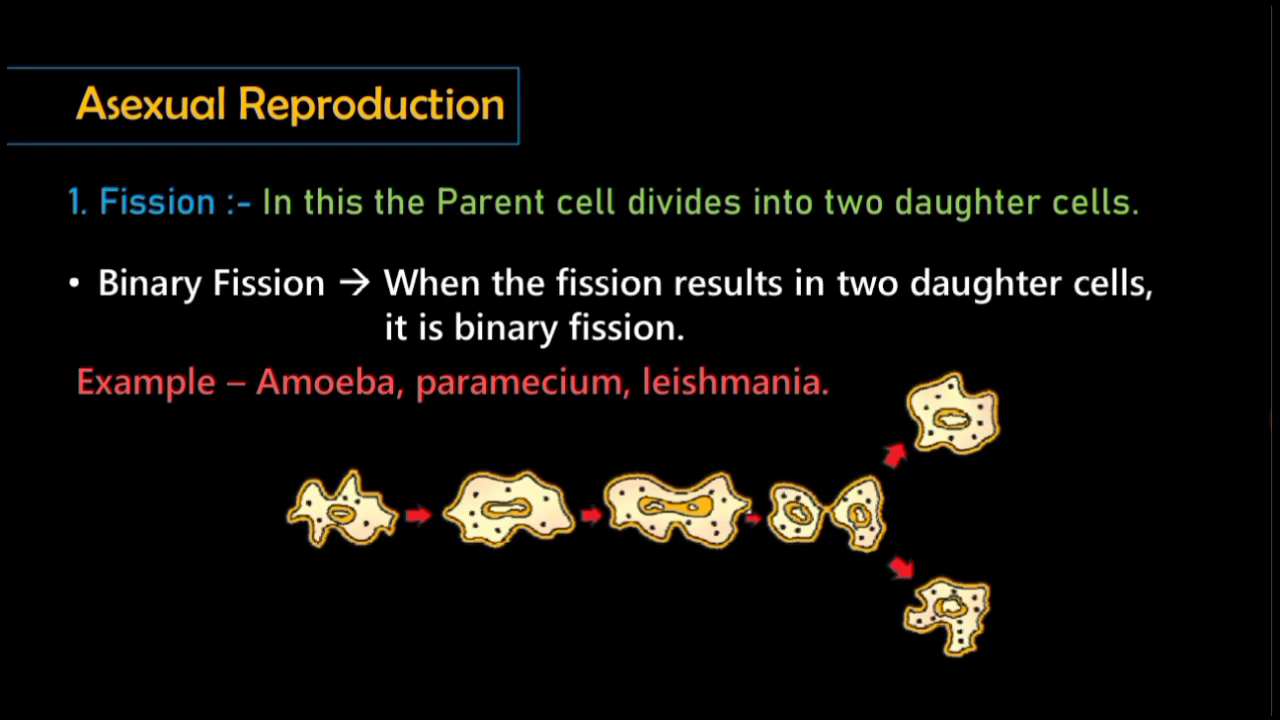 Asexual Reproduction
1. Fission :- In this the Parent cell divides into two daughter cells.
• Binary Fission → When the fission results in two daughter cells,
it is binary fission.
Example – Amoeba, paramecium, leishmania.